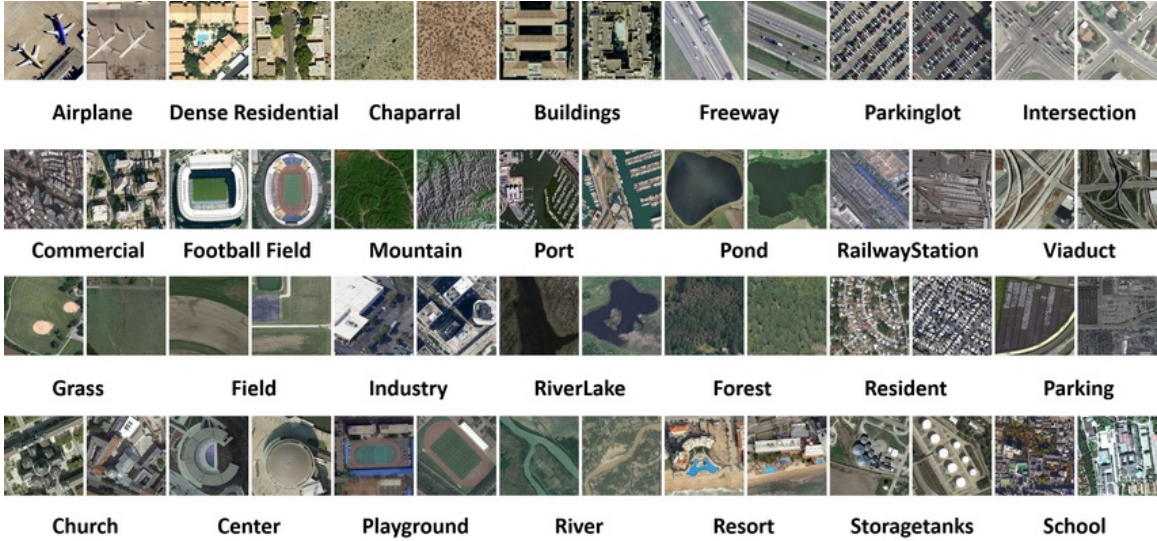 Airplane Dense Residential Chaparral Buildings Freeway Parkinglot Intersection
Commercial Football Field Mountain Port Pond RailwayStation Viaduct
Grass Field Industry RiverLake Forest Resident Parking
Church Center Playground River Resort Storagetanks School